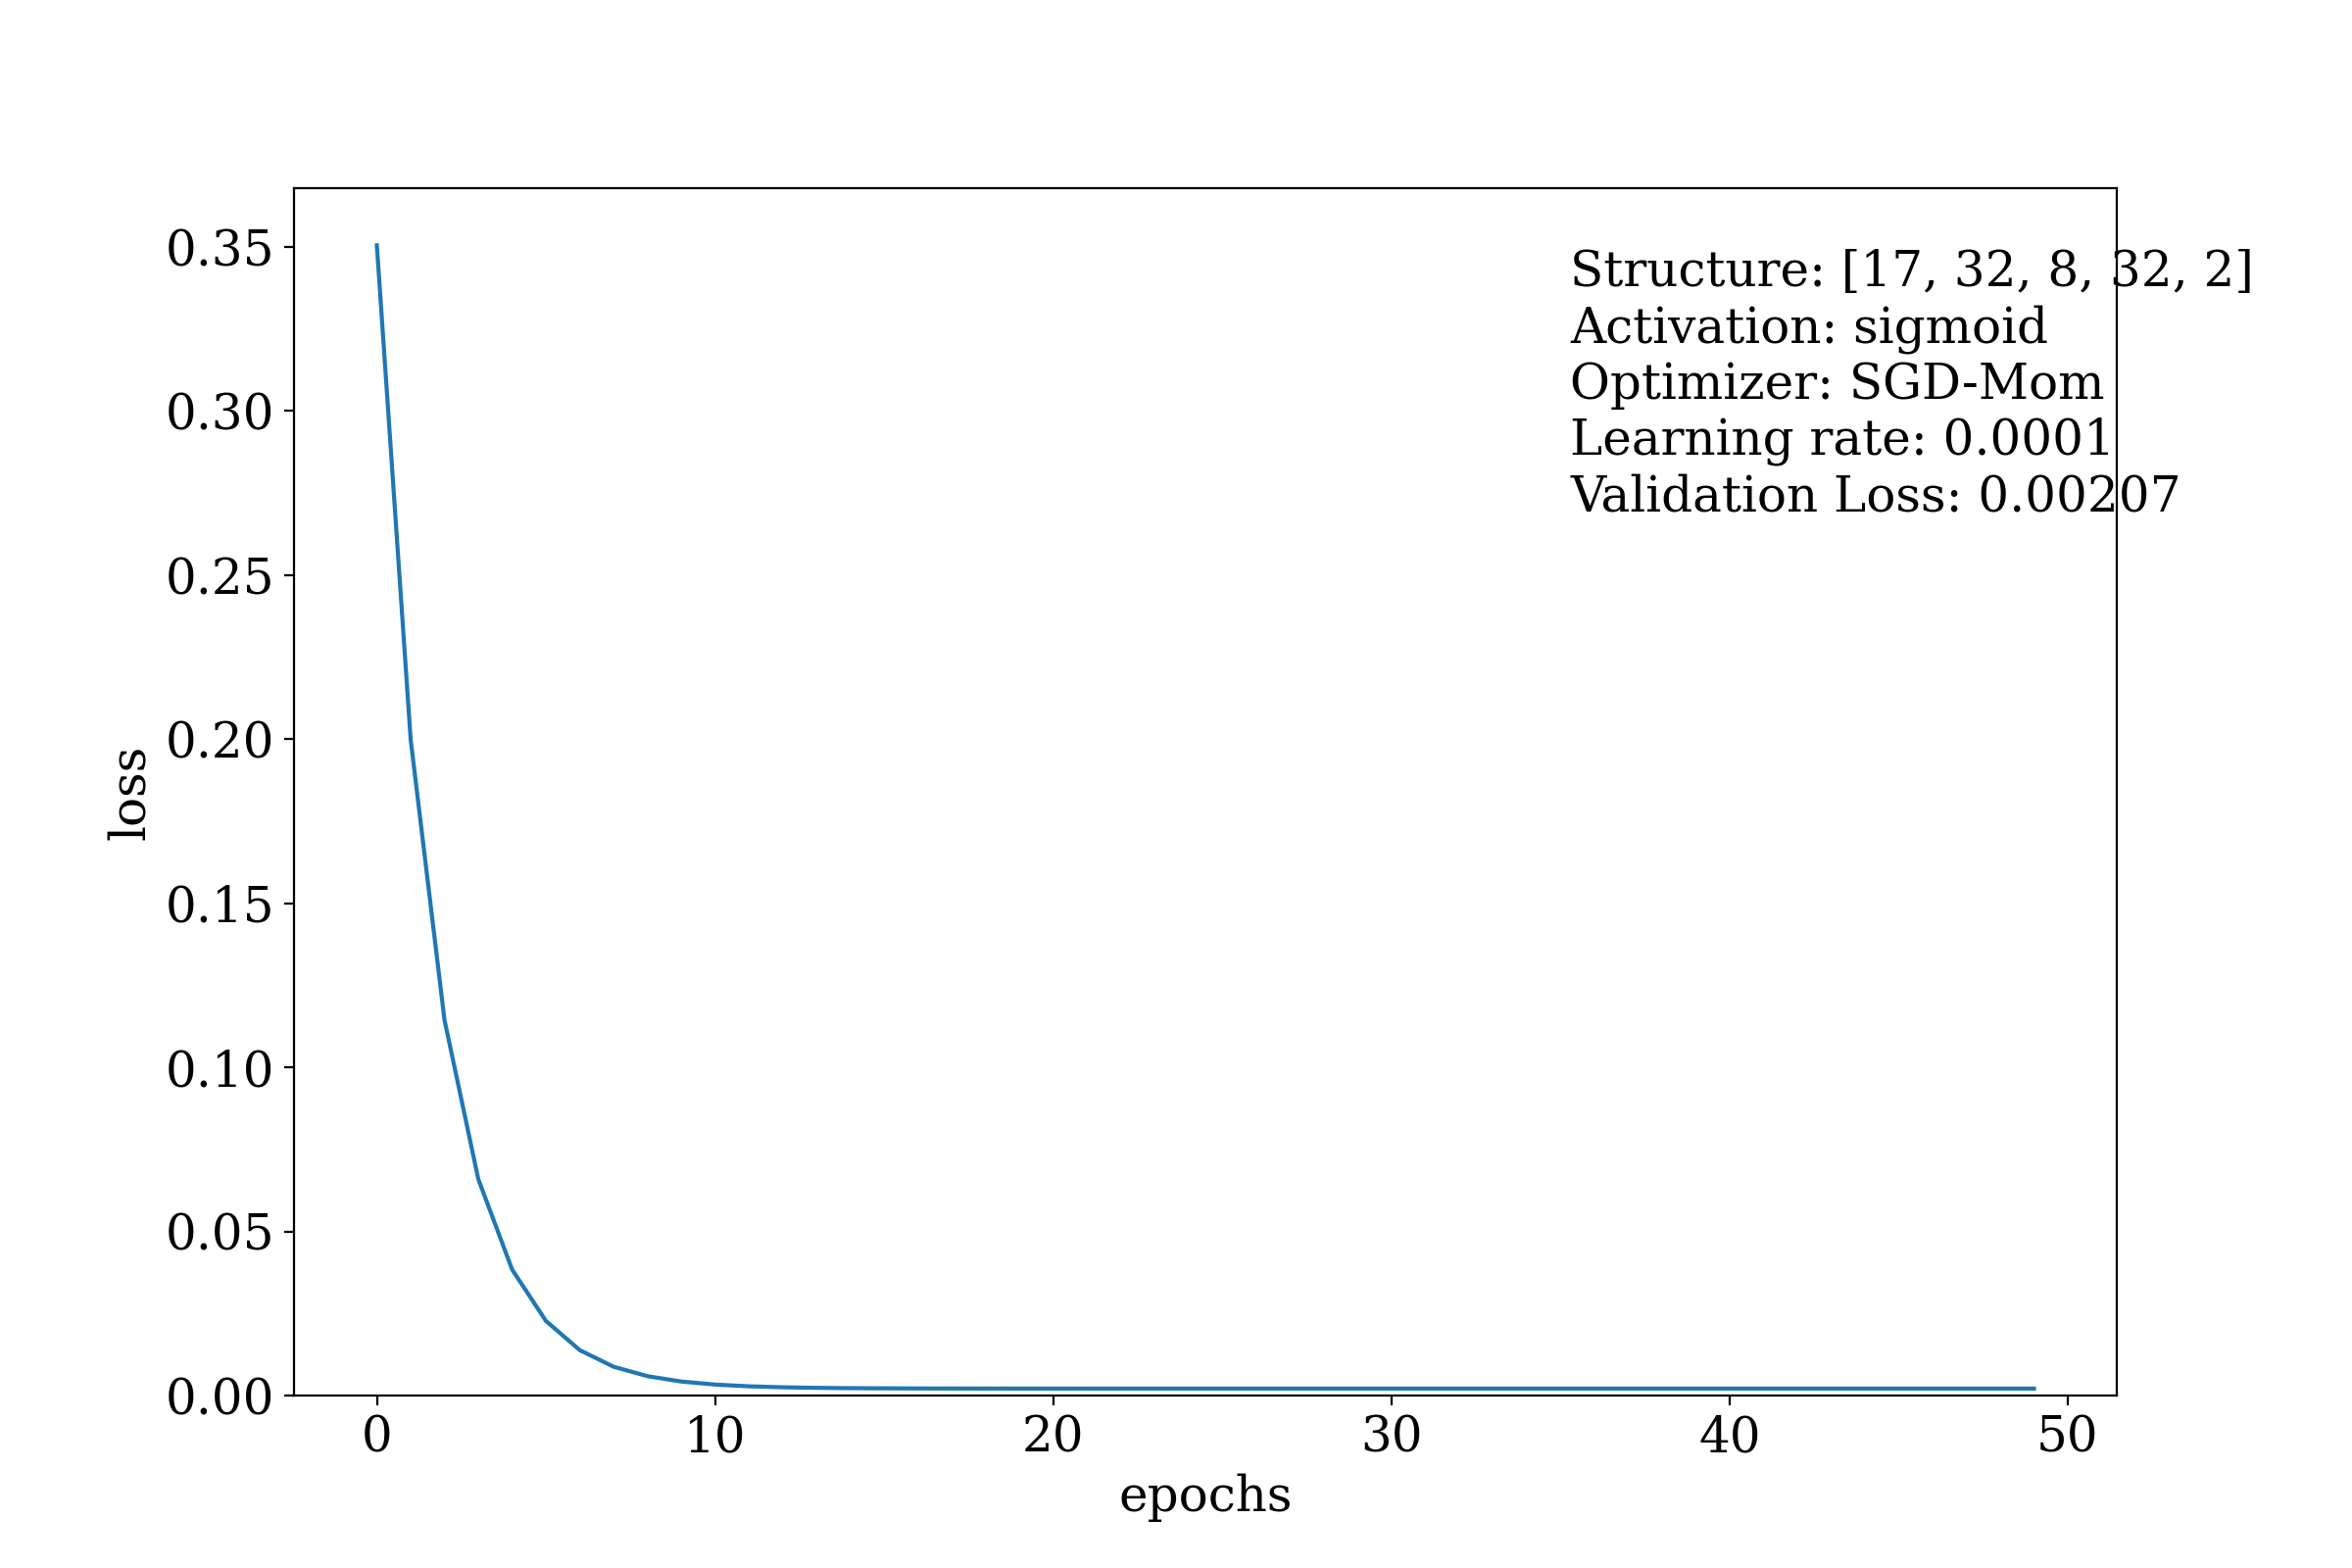 0.35
0.30
0.25
0.20
0.15
0.10
0.05
0.00
loss
Structure: [17, 32, 8, 32, 2]
Activation: sigmoid
Optimizer: SGD-Mom
Learning rate: 0.0001
Validation Loss: 0.00207
0 10 20 30 40 50
epochs